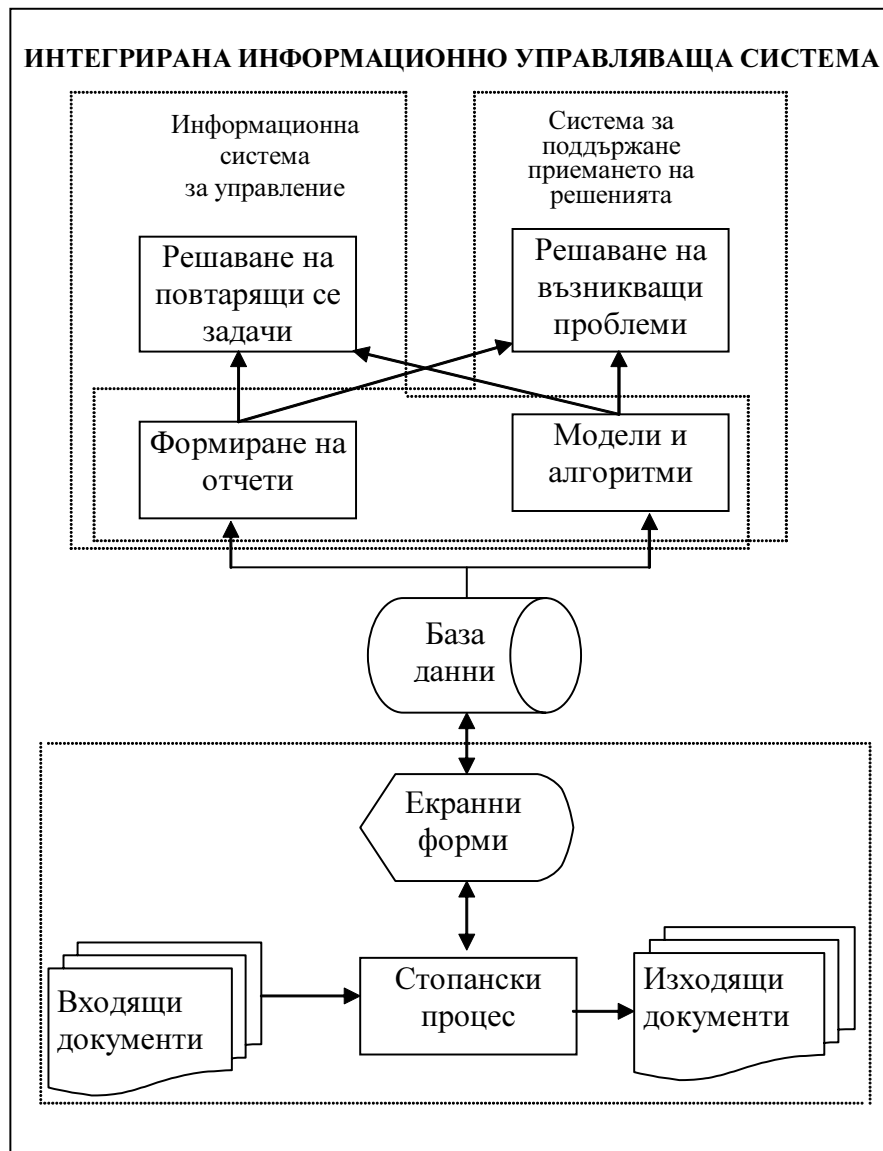 ИНТЕГРИРАНА ИНФОРМАЦИОННО УПРАВЛЯВАЩА СИСТЕМА
Информационна
система
за управление
Система за
поддържане
приемането на
решенията
Решаване на
повтарящи се
задачи
Решаване на
възникващи
проблеми
Формиране на
отчети
Модели и
алгоритми
База
данни
Екранни
форми
Входящи
документи
Стопански
процес
Изходящи
документи